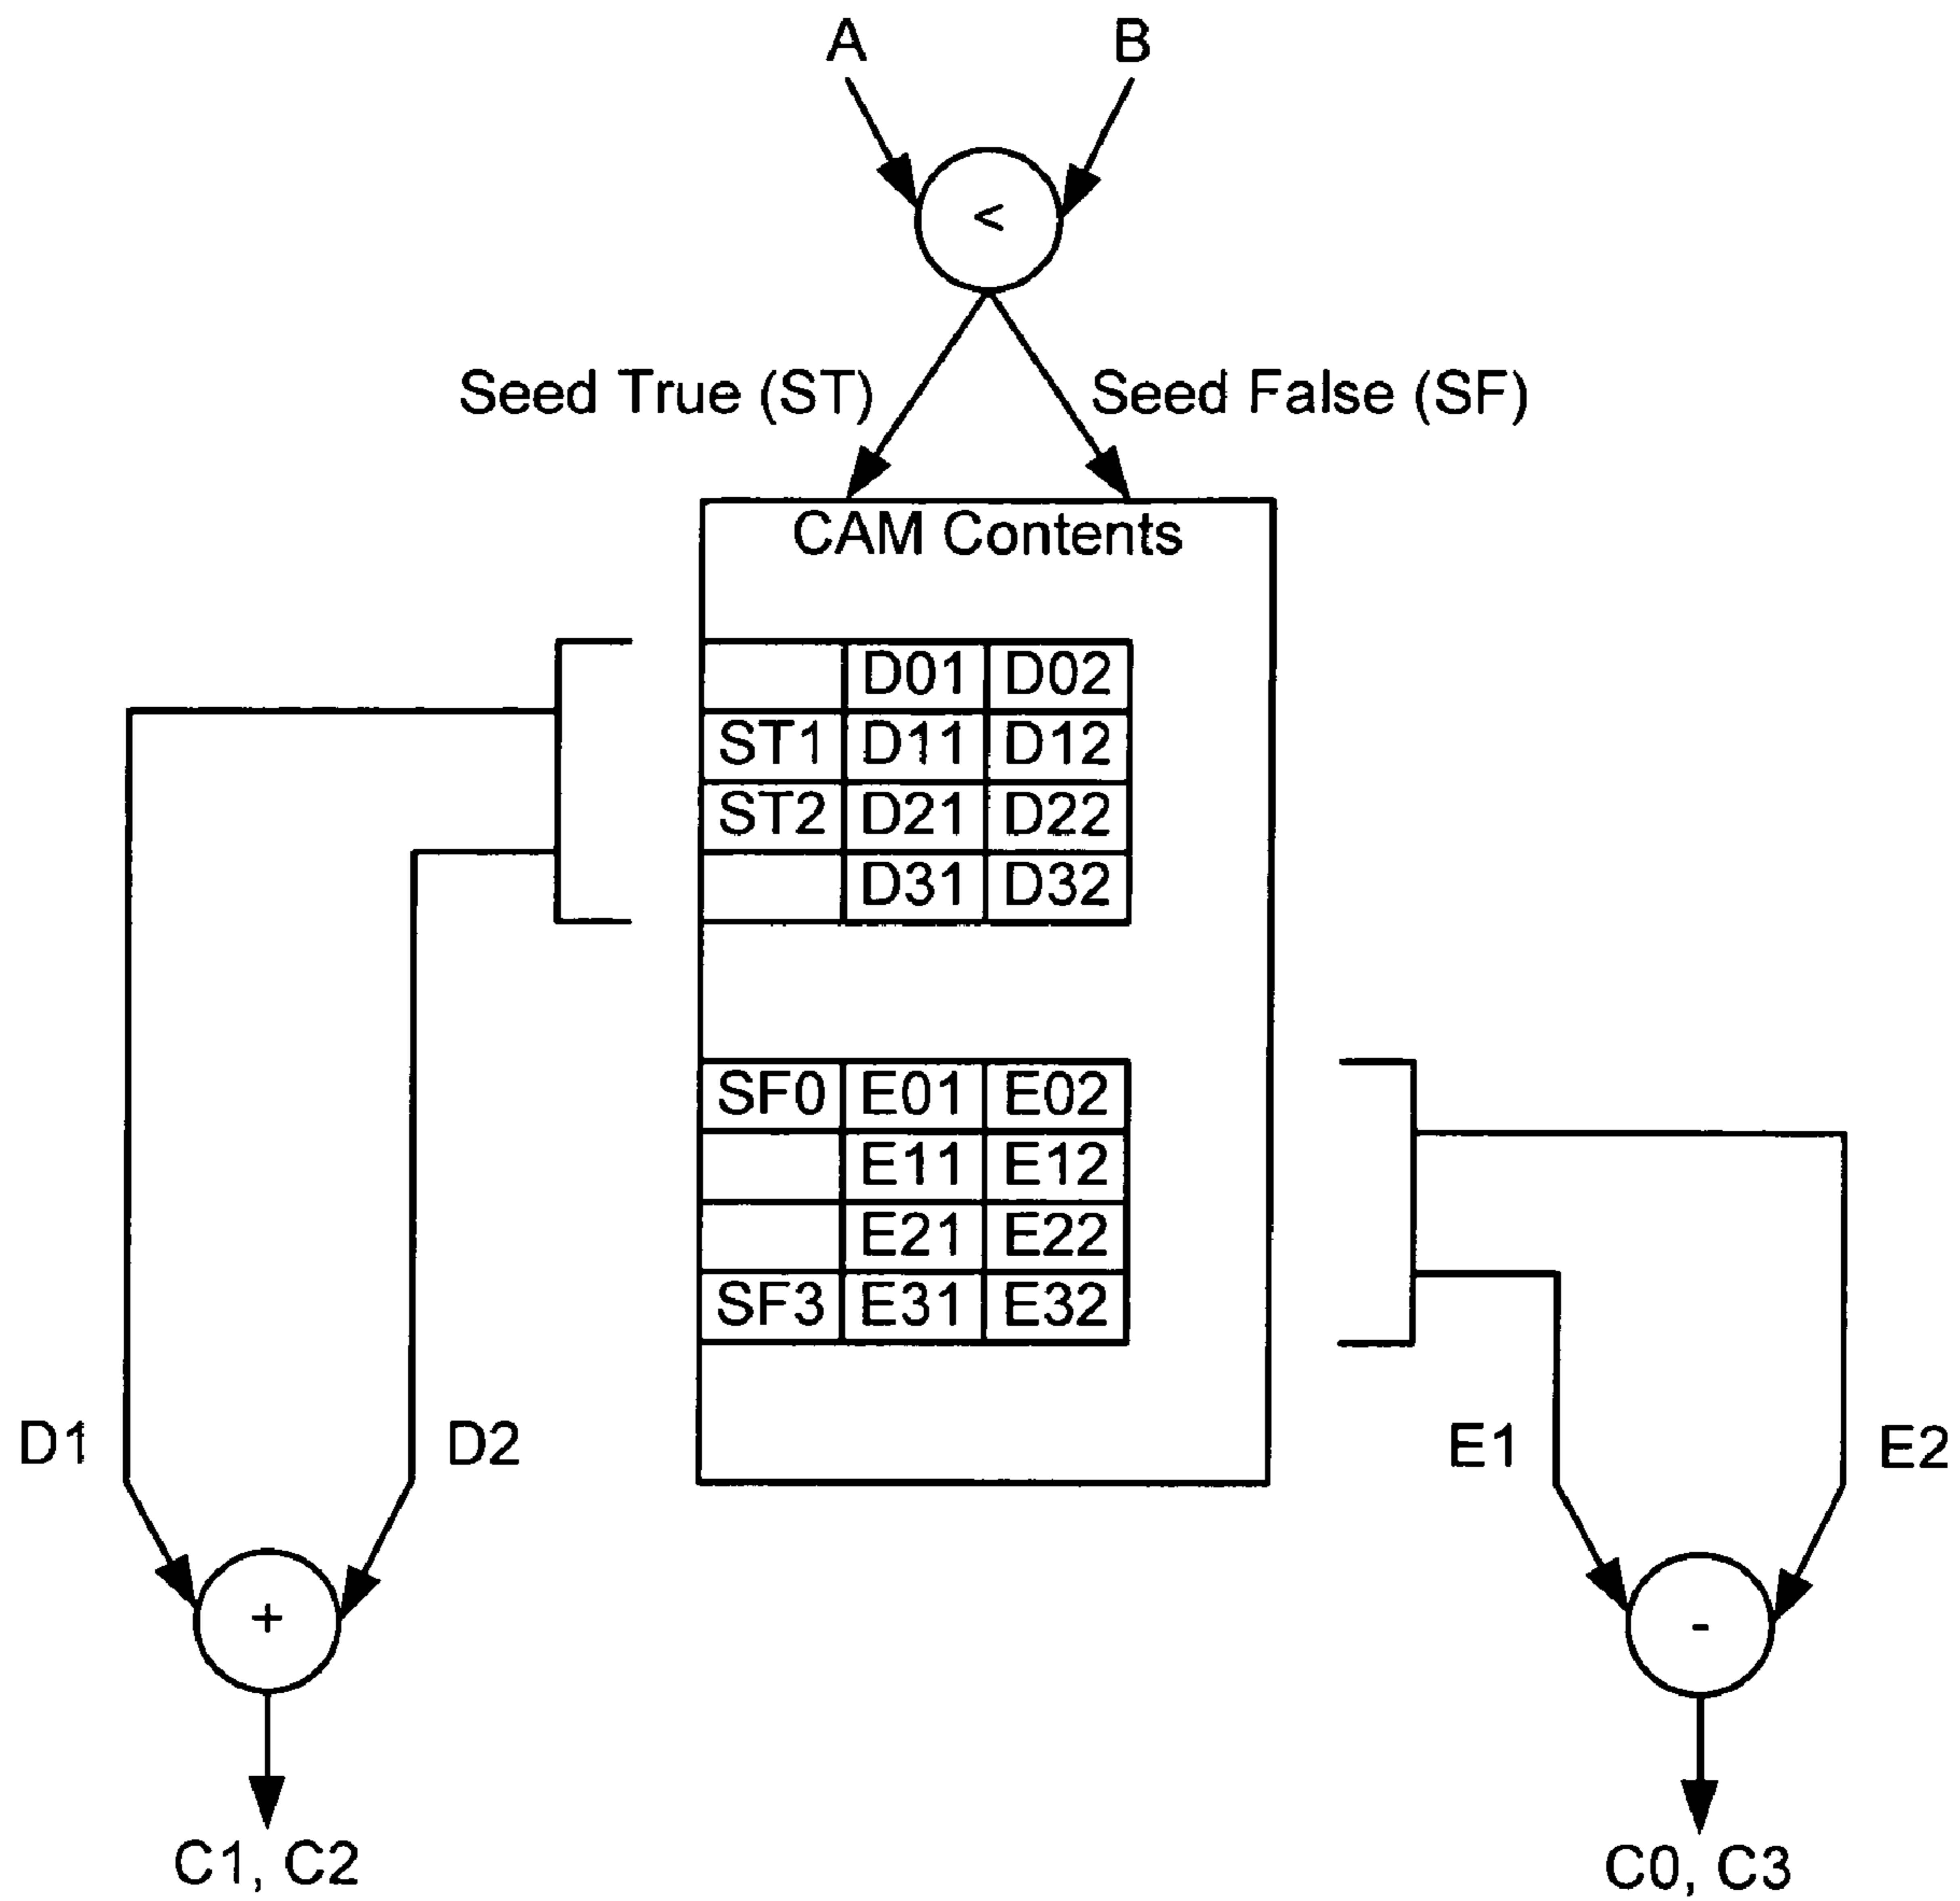 A B
<
Seed True (ST) Seed False (SF)
CAM Contents
D01 D02
ST1 D11 D12
ST2 D21 D22
D31 D32
SF0 E01 E02
E11 E12
E21 E22
SF3 E31 E32
D1 D2 E1 E2
+ -
C1, C2 C0, C3